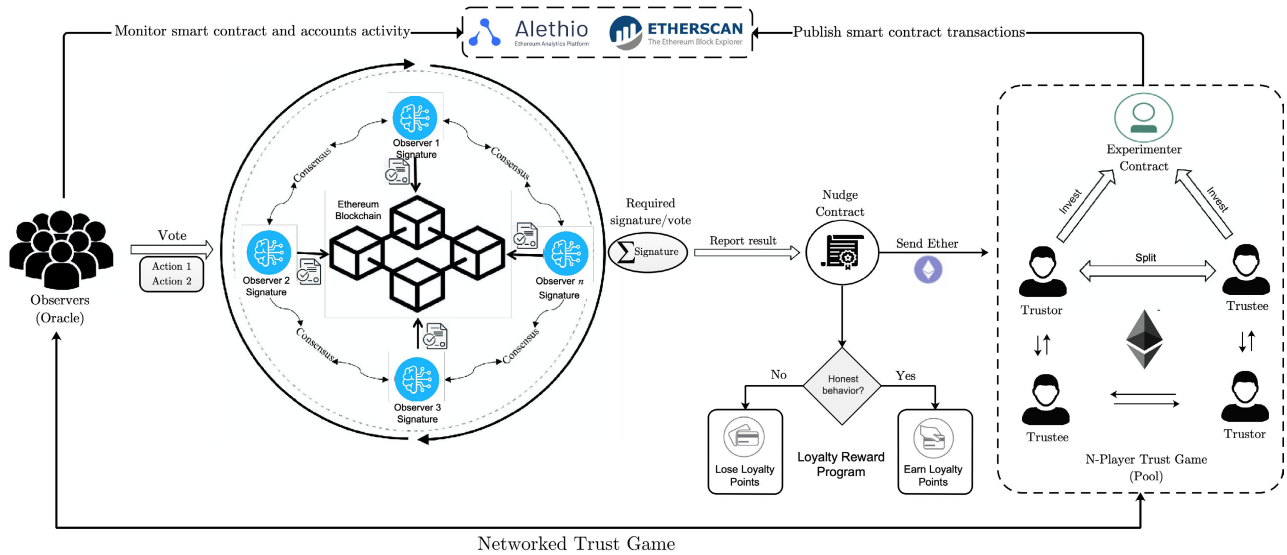 Monitor smart contract and accounts activity
Alethio
Ethereum Analytics Platform
ETHERSCAN
The Ethereum Block Explorer
Publish smart contract transactions
Observer 1
Signature
Consensus
Consensus
Ethereum
Blockchain
Observers
(Oracle)
Vote
Action 1
Action 2
Observer 2
Signature
Observer n
Signature
Consensus
Consensus
Observer 3
Signature
Required
signature/vote
∑Signature
Report result
Nudge
Contract
Send Ether
Honest
behavior?
No
Yes
Lose Loyalty
Points
Loyalty Reward
Program
Earn Loyalty
Points
Experimenter
Contract
Invest
Invest
Split
Trustor
Trustee
Trustee
Trustor
N-Player Trust Game
(Pool)
Networked Trust Game